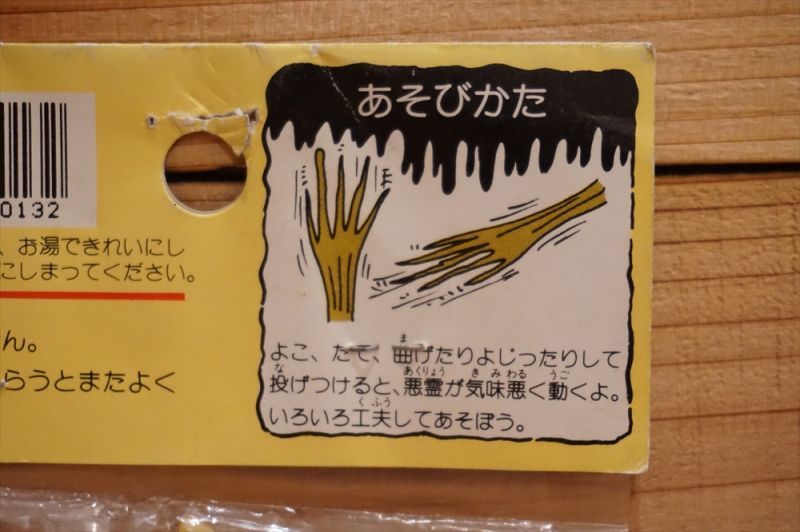 あそびかた
0132
、お湯できれいにし
にしまってください。
ん。
らうとまたよく
よこ、たて、曲げたりよじったりして
投げつけると、悪霊が気味悪く動くよ。
いろいろ工夫してあそぼう。